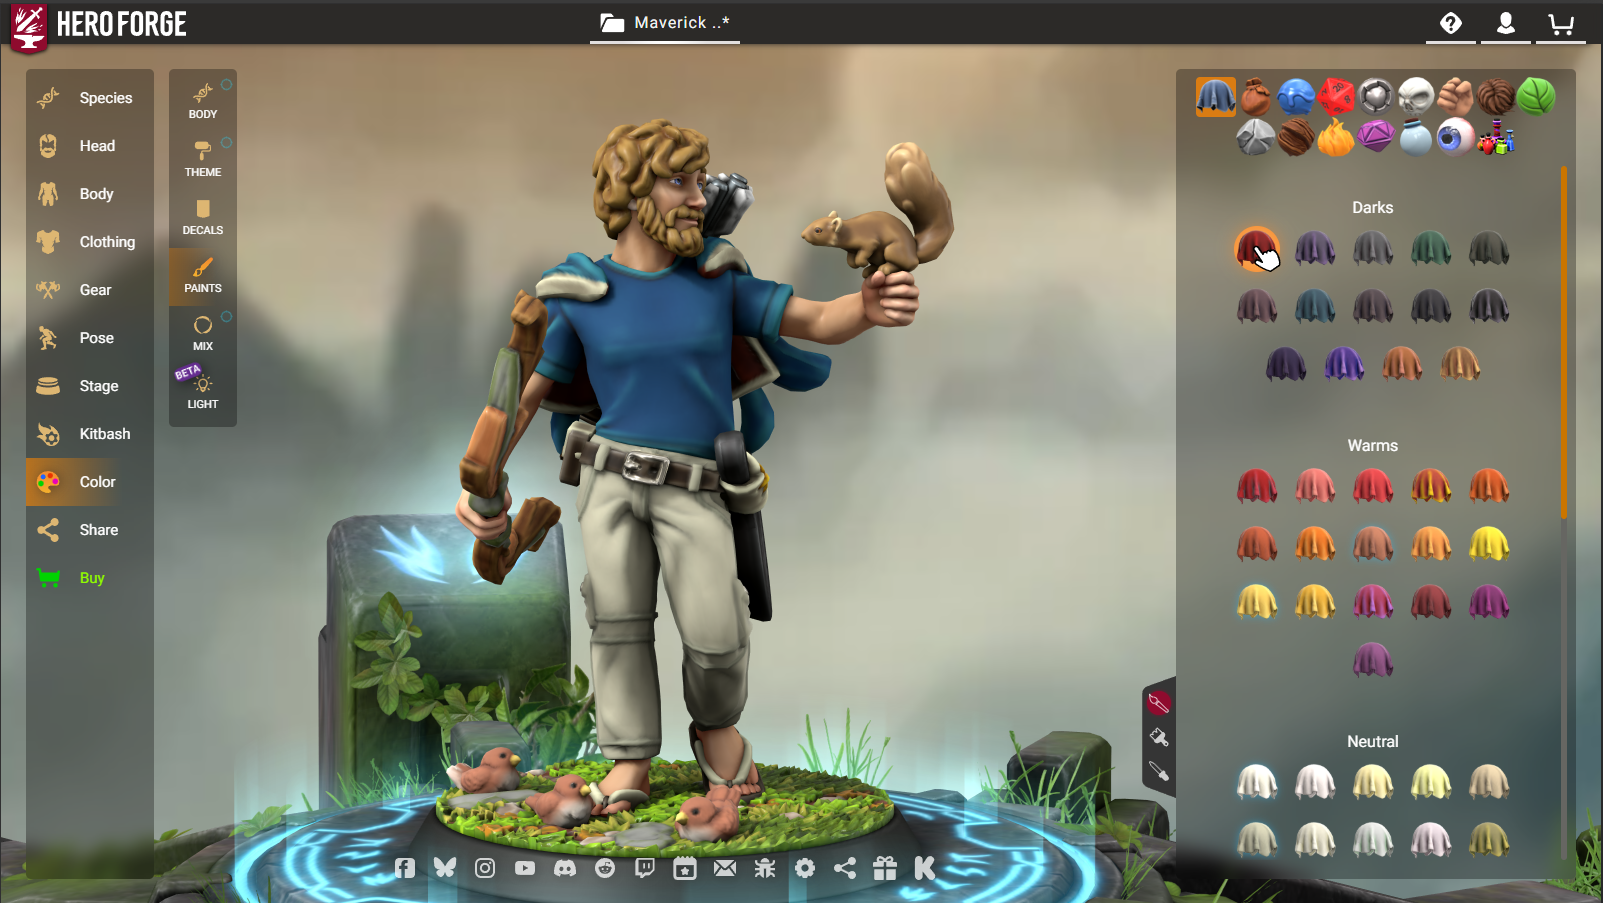 HERO FORGE
Maverick ..*
Species
Head
Body
Clothing
Gear
Pose
Stage
Kitbash
Color
Share
Buy
BODY
THEME
DECALS
PAINTS
MIX
BETA
LIGHT
20
Darks
Warms
Neutral